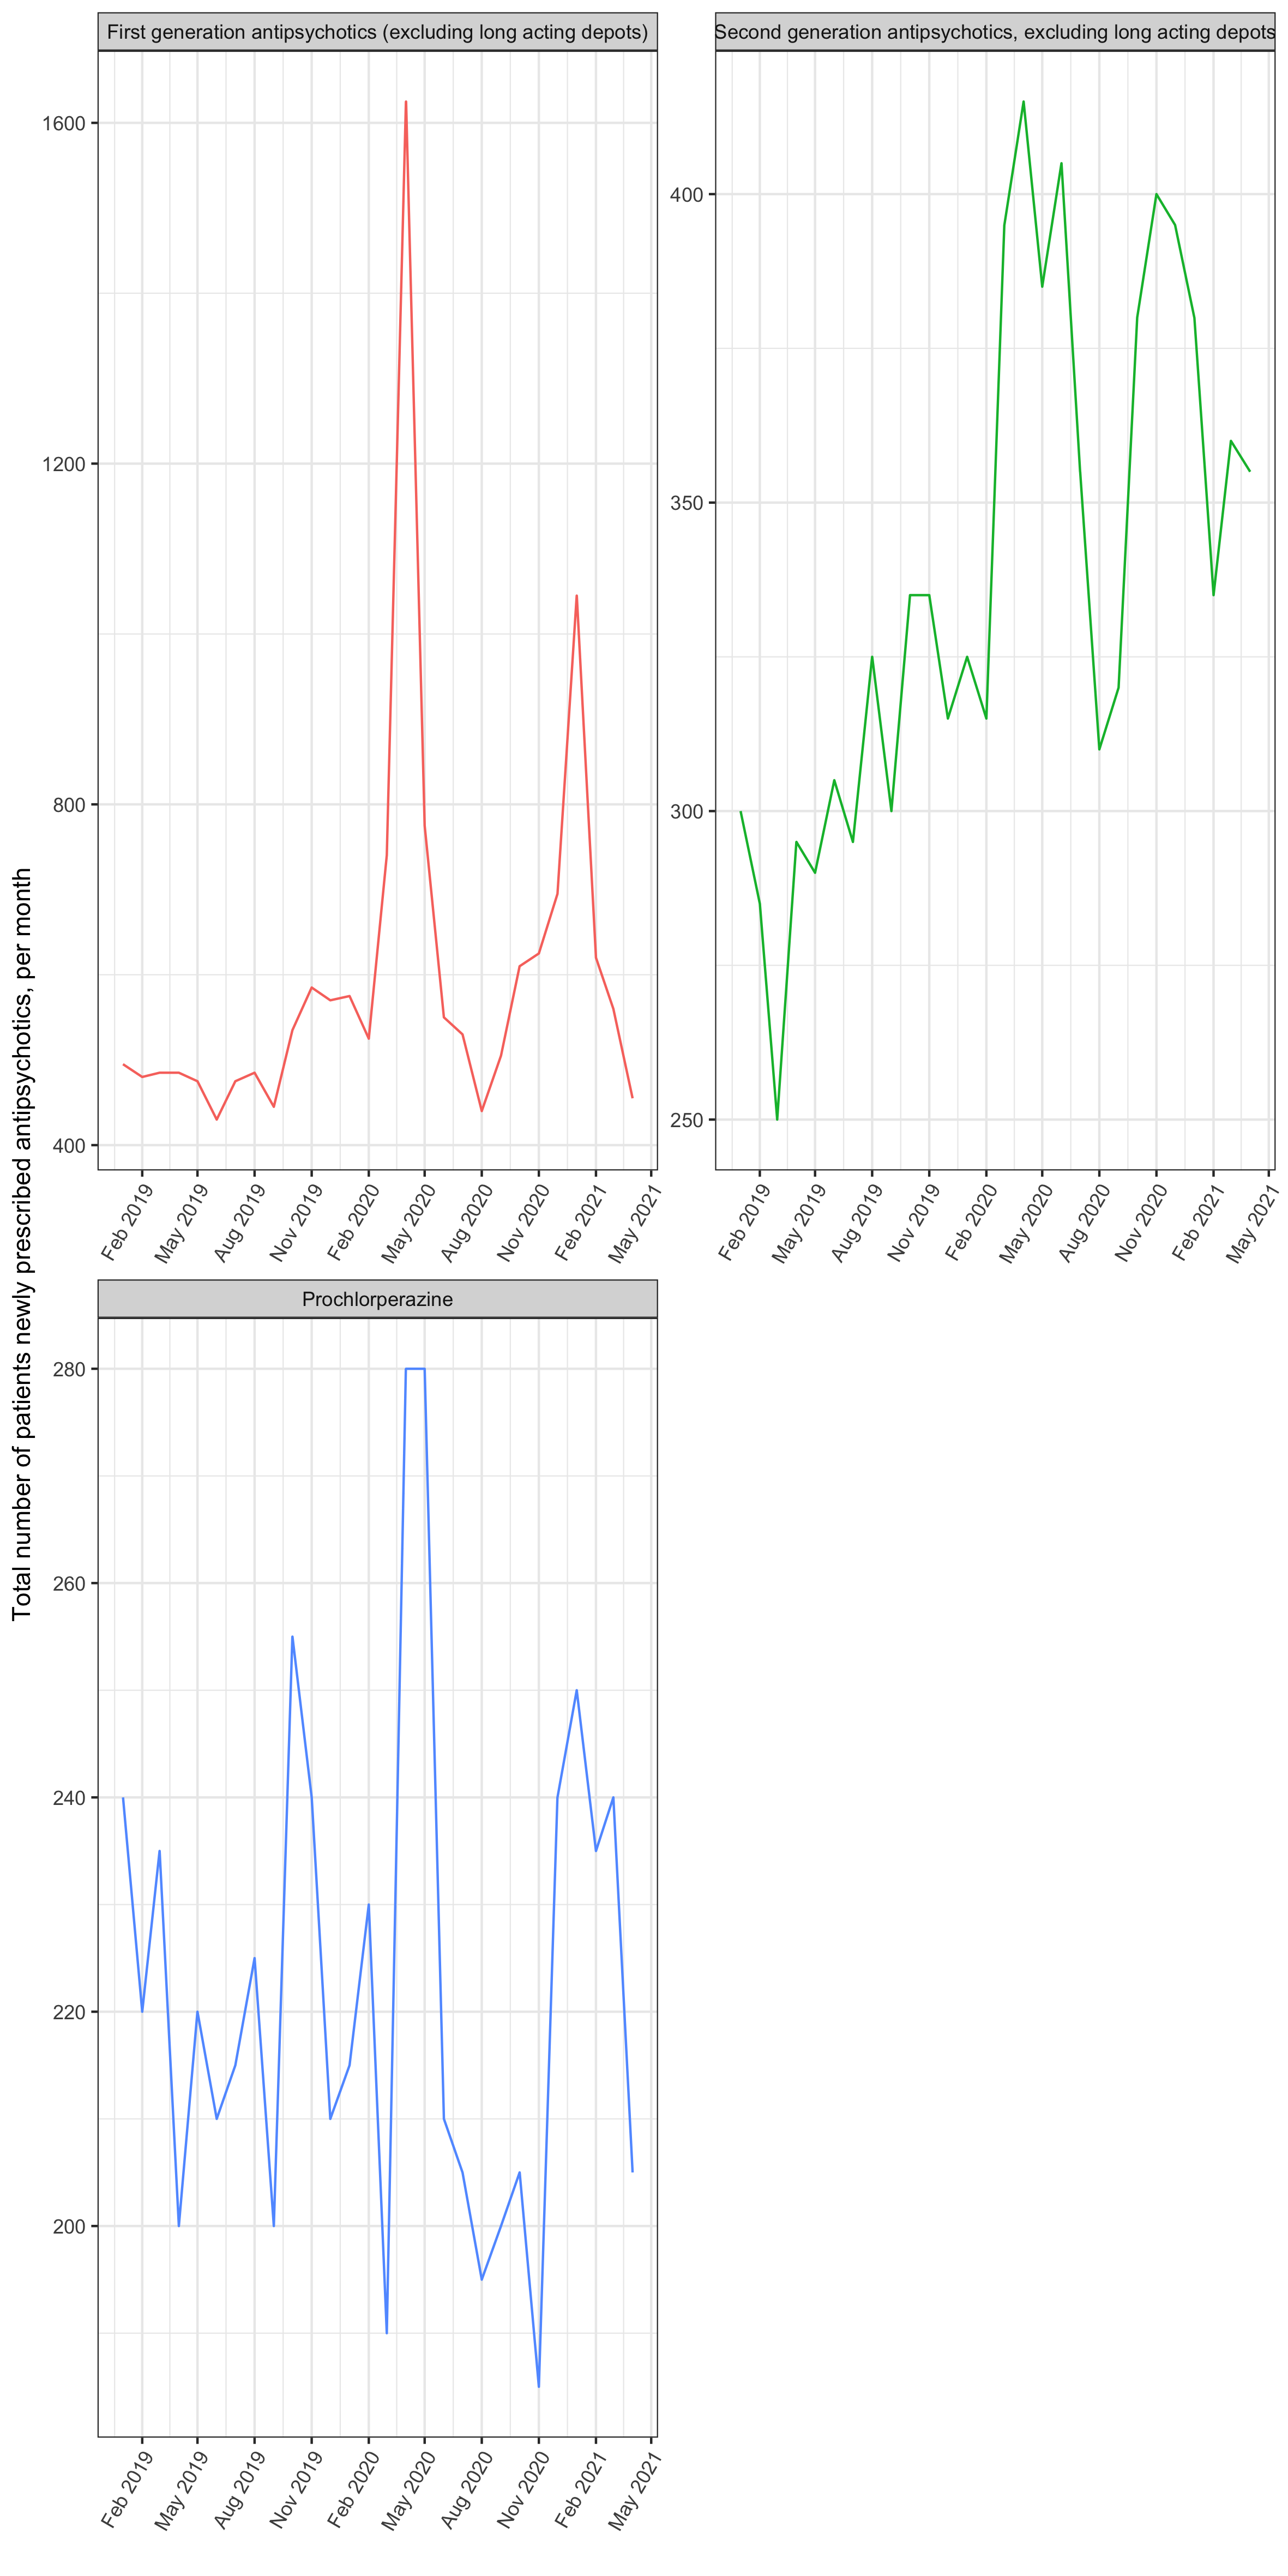 Total number of patients newly prescribed antipsychotics, per month
First generation antipsychotics (excluding long acting depots)
1600
1200
800
400
Feb 2019
May 2019
Aug 2019
Nov 2019
Feb 2020
May 2020
Aug 2020
Nov 2020
Feb 2021
May 2021
Second generation antipsychotics, excluding long acting depots
400
350
300
250
Feb 2019
May 2019
Aug 2019
Nov 2019
Feb 2020
May 2020
Aug 2020
Nov 2020
Feb 2021
May 2021
Prochlorperazine
280
260
240
220
200
Feb 2019
May 2019
Aug 2019
Nov 2019
Feb 2020
May 2020
Aug 2020
Nov 2020
Feb 2021
May 2021